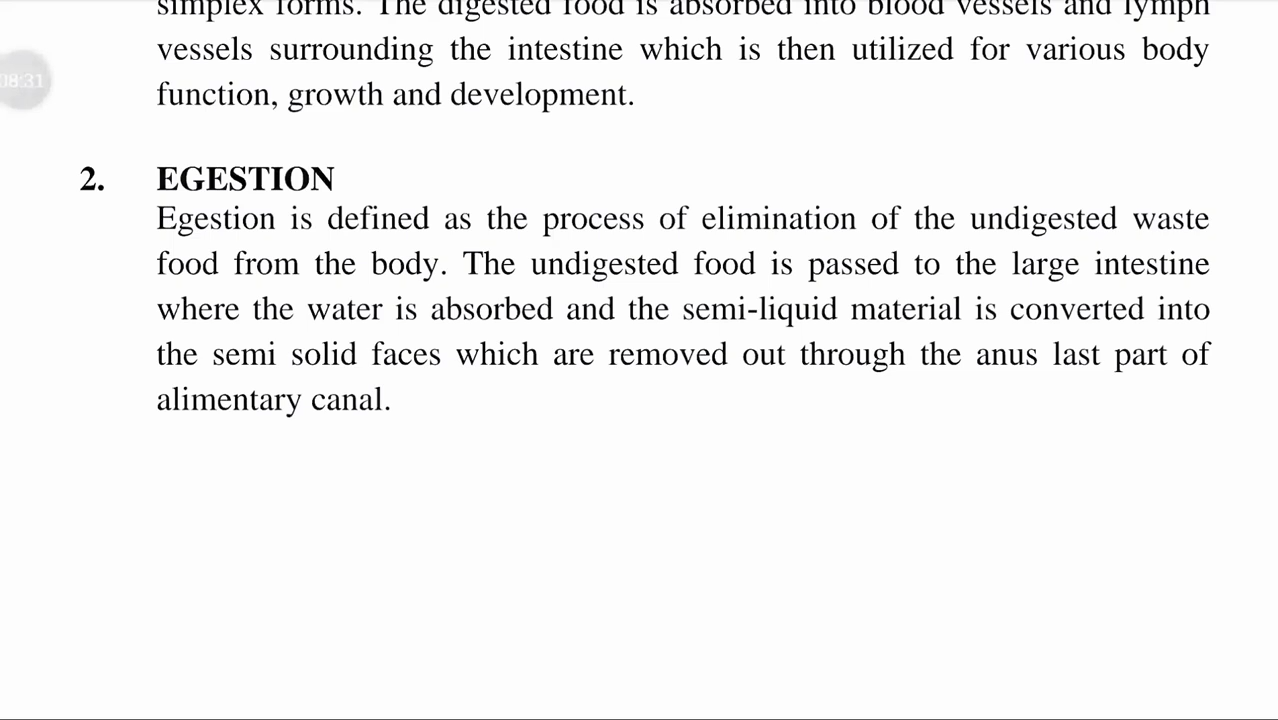 simplex forms. The digested food is absorbed into blood vessels and lymph
vessels surrounding the intestine which is then utilized for various body
function, growth and development.
08:31
2. EGESTION
Egestion is defined as the process of elimination of the undigested waste
food from the body. The undigested food is passed to the large intestine
where the water is absorbed and the semi-liquid material is converted into
the semi solid faces which are removed out through the anus last part of
alimentary canal.